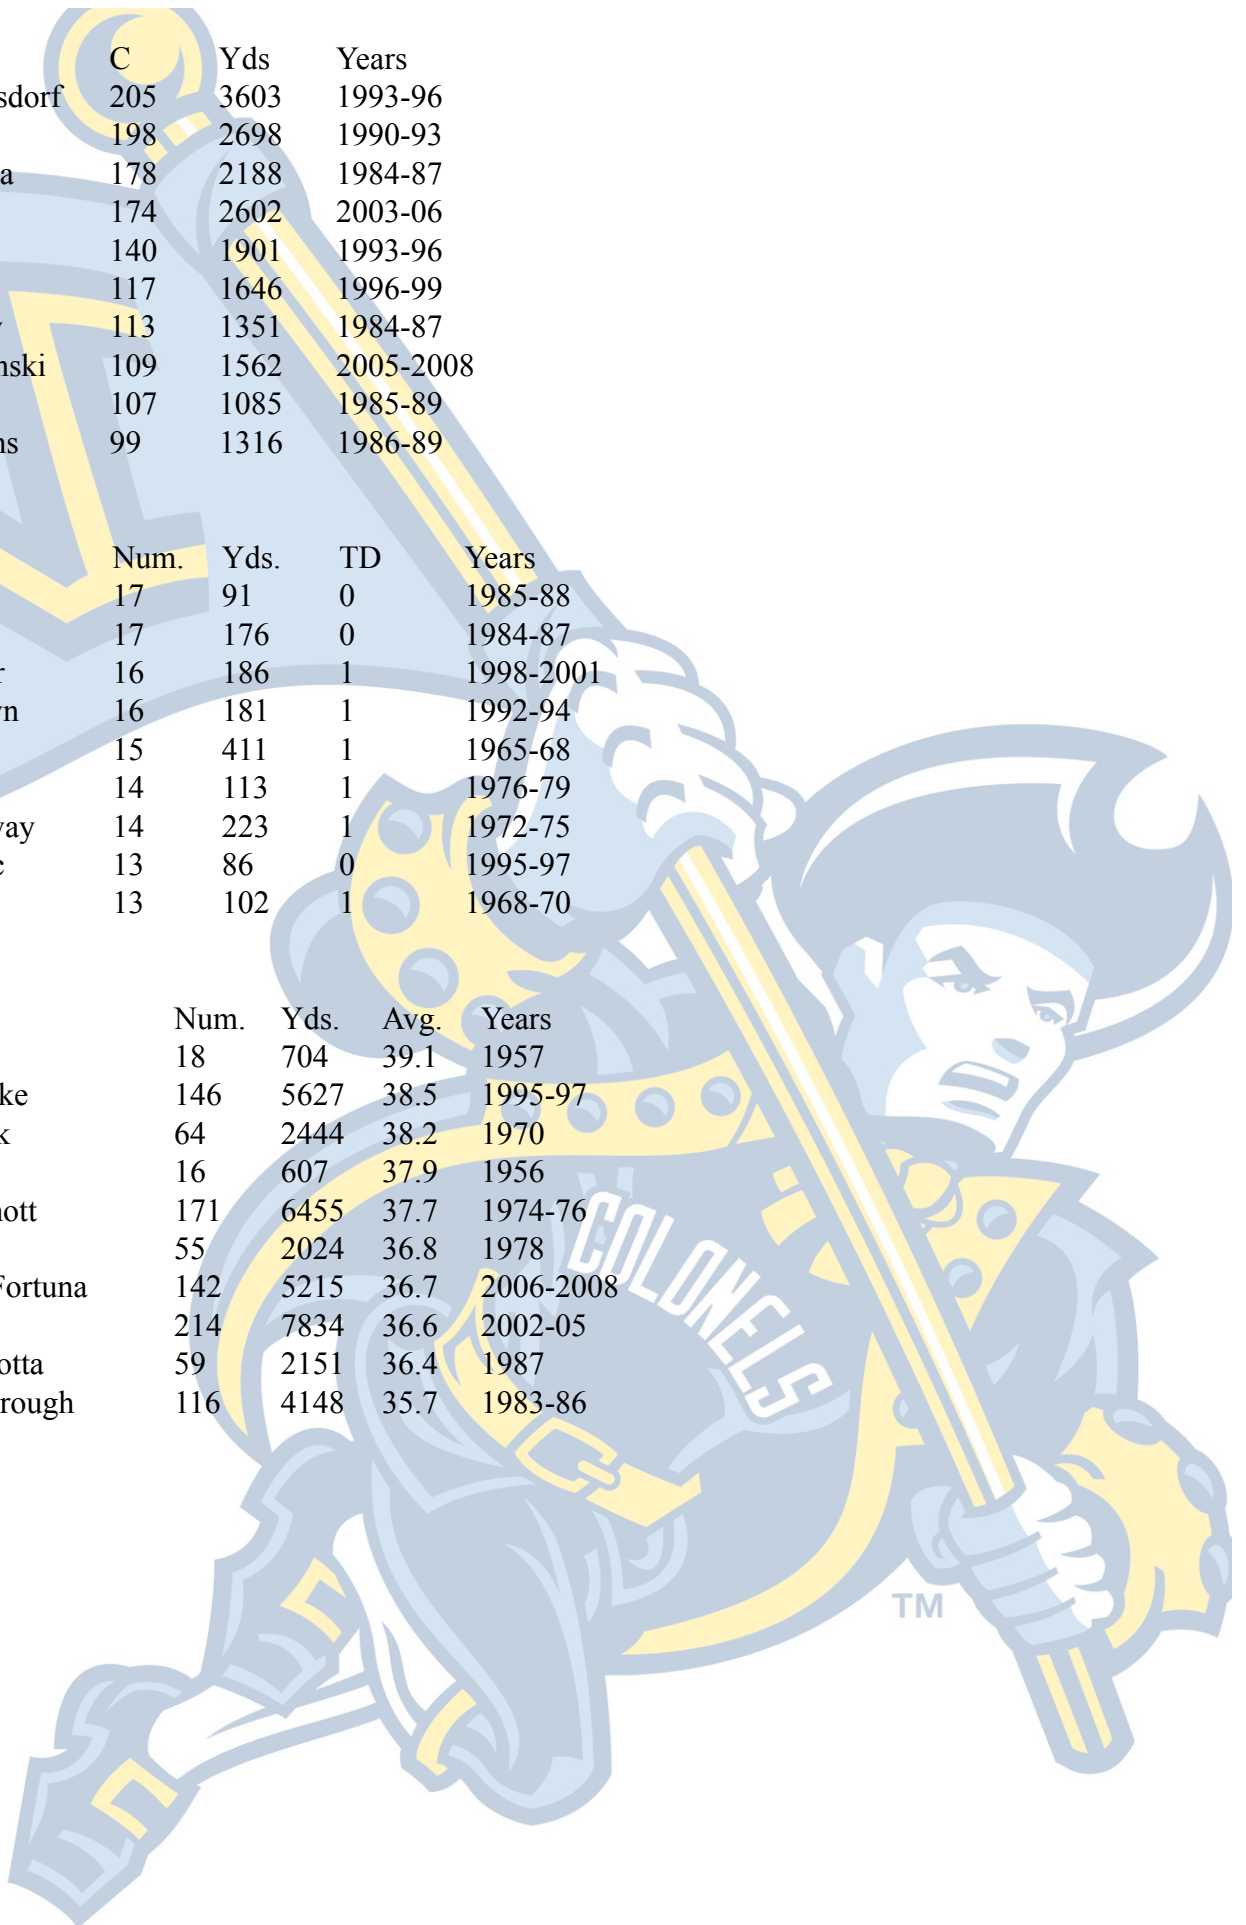 C Yds Years
sdorf 205 3603 1993-96
198 2698 1990-93
a 178 2188 1984-87
174 2602 2003-06
140 1901 1993-96
117 1646 1996-99
113 1351 1984-87
nski 109 1562 2005-2008
107 1085 1985-89
ns 99 1316 1986-89
Num. Yds. TD Years
17 91 0 1985-88
17 176 0 1984-87
r 16 186 1 1998-2001
vn 16 181 1 1992-94
15 411 1 1965-68
14 113 1 1976-79
vay 14 223 1 1972-75
c 13 86 0 1995-97
13 102 1 1968-70
Num. Yds. Avg. Years
18 704 39.1 1957
ke 146 5627 38.5 1995-97
k 64 2444 38.2 1970
16 607 37.9 1956
nott 171 6455 37.7 1974-76
55 2024 36.8 1978
Fortuna 142 5215 36.7 2006-2008
214 7834 36.6 2002-05
otta 59 2151 36.4 1987
rough 116 4148 35.7 1983-86
COLONELS
TM